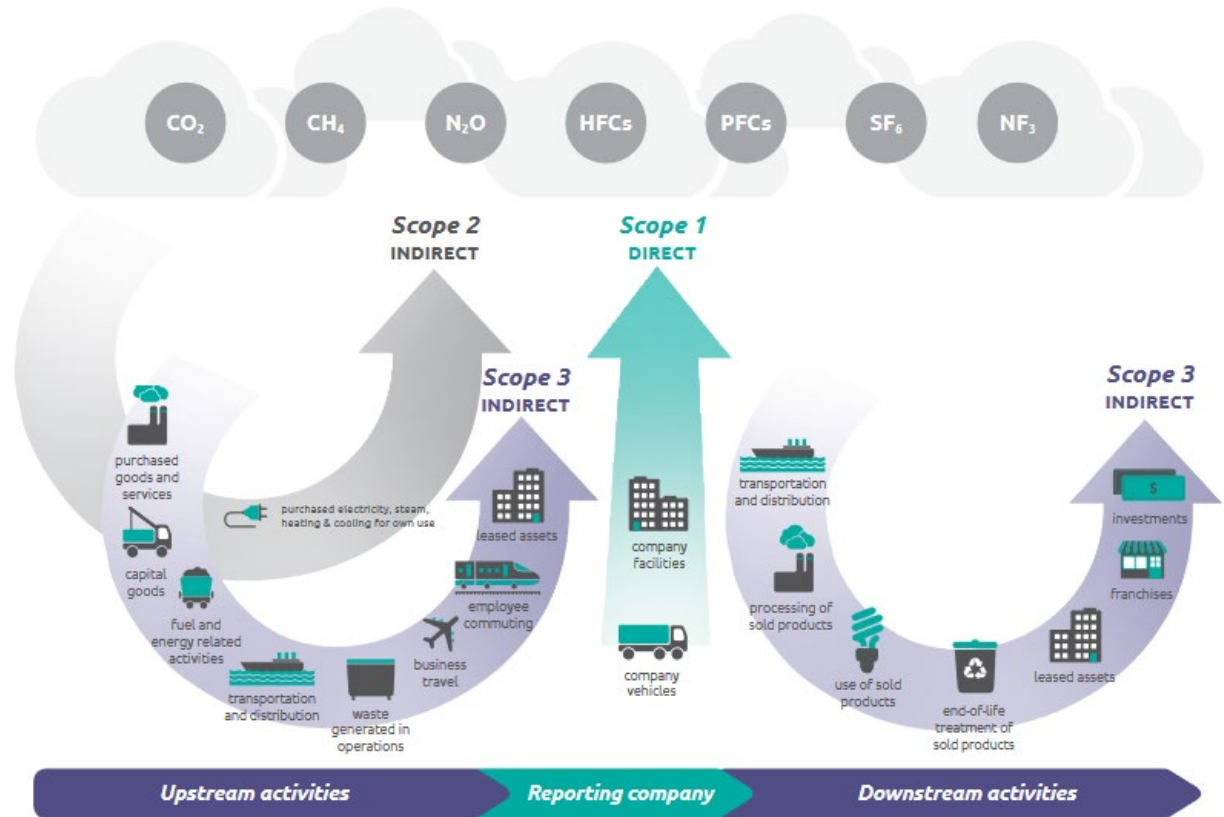 CO₂ CH₄ N₂O HFCs PFCs SF₆ NF₃
Scope 2
INDIRECT
Scope 1
DIRECT
Scope 3
INDIRECT
Scope 3
INDIRECT
purchased
goods and
services
capital
goods
fuel and
energy related
activities
purchased electricity, steam,
heating & cooling for own use
transportation
and distribution
waste
generated in
operations
business
travel
employee
commuting
leased assets
company
facilities
company
vehicles
transportation
and distribution
processing of
sold products
use of sold
products
end-of-life
treatment of
sold products
leased assets
franchises
$
investments
Upstream activities
Reporting company
Downstream activities